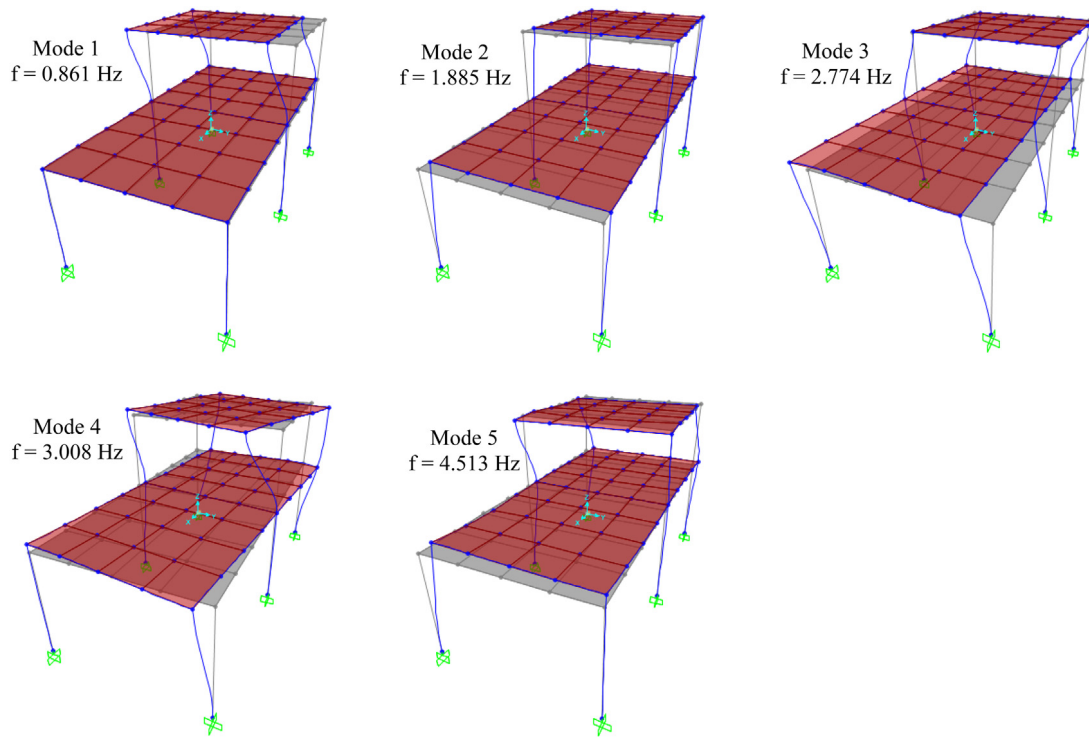 Mode 1
f = 0.861 Hz
Mode 2
f = 1.885 Hz
Mode 3
f = 2.774 Hz
Mode 4
f = 3.008 Hz
Mode 5
f = 4.513 Hz